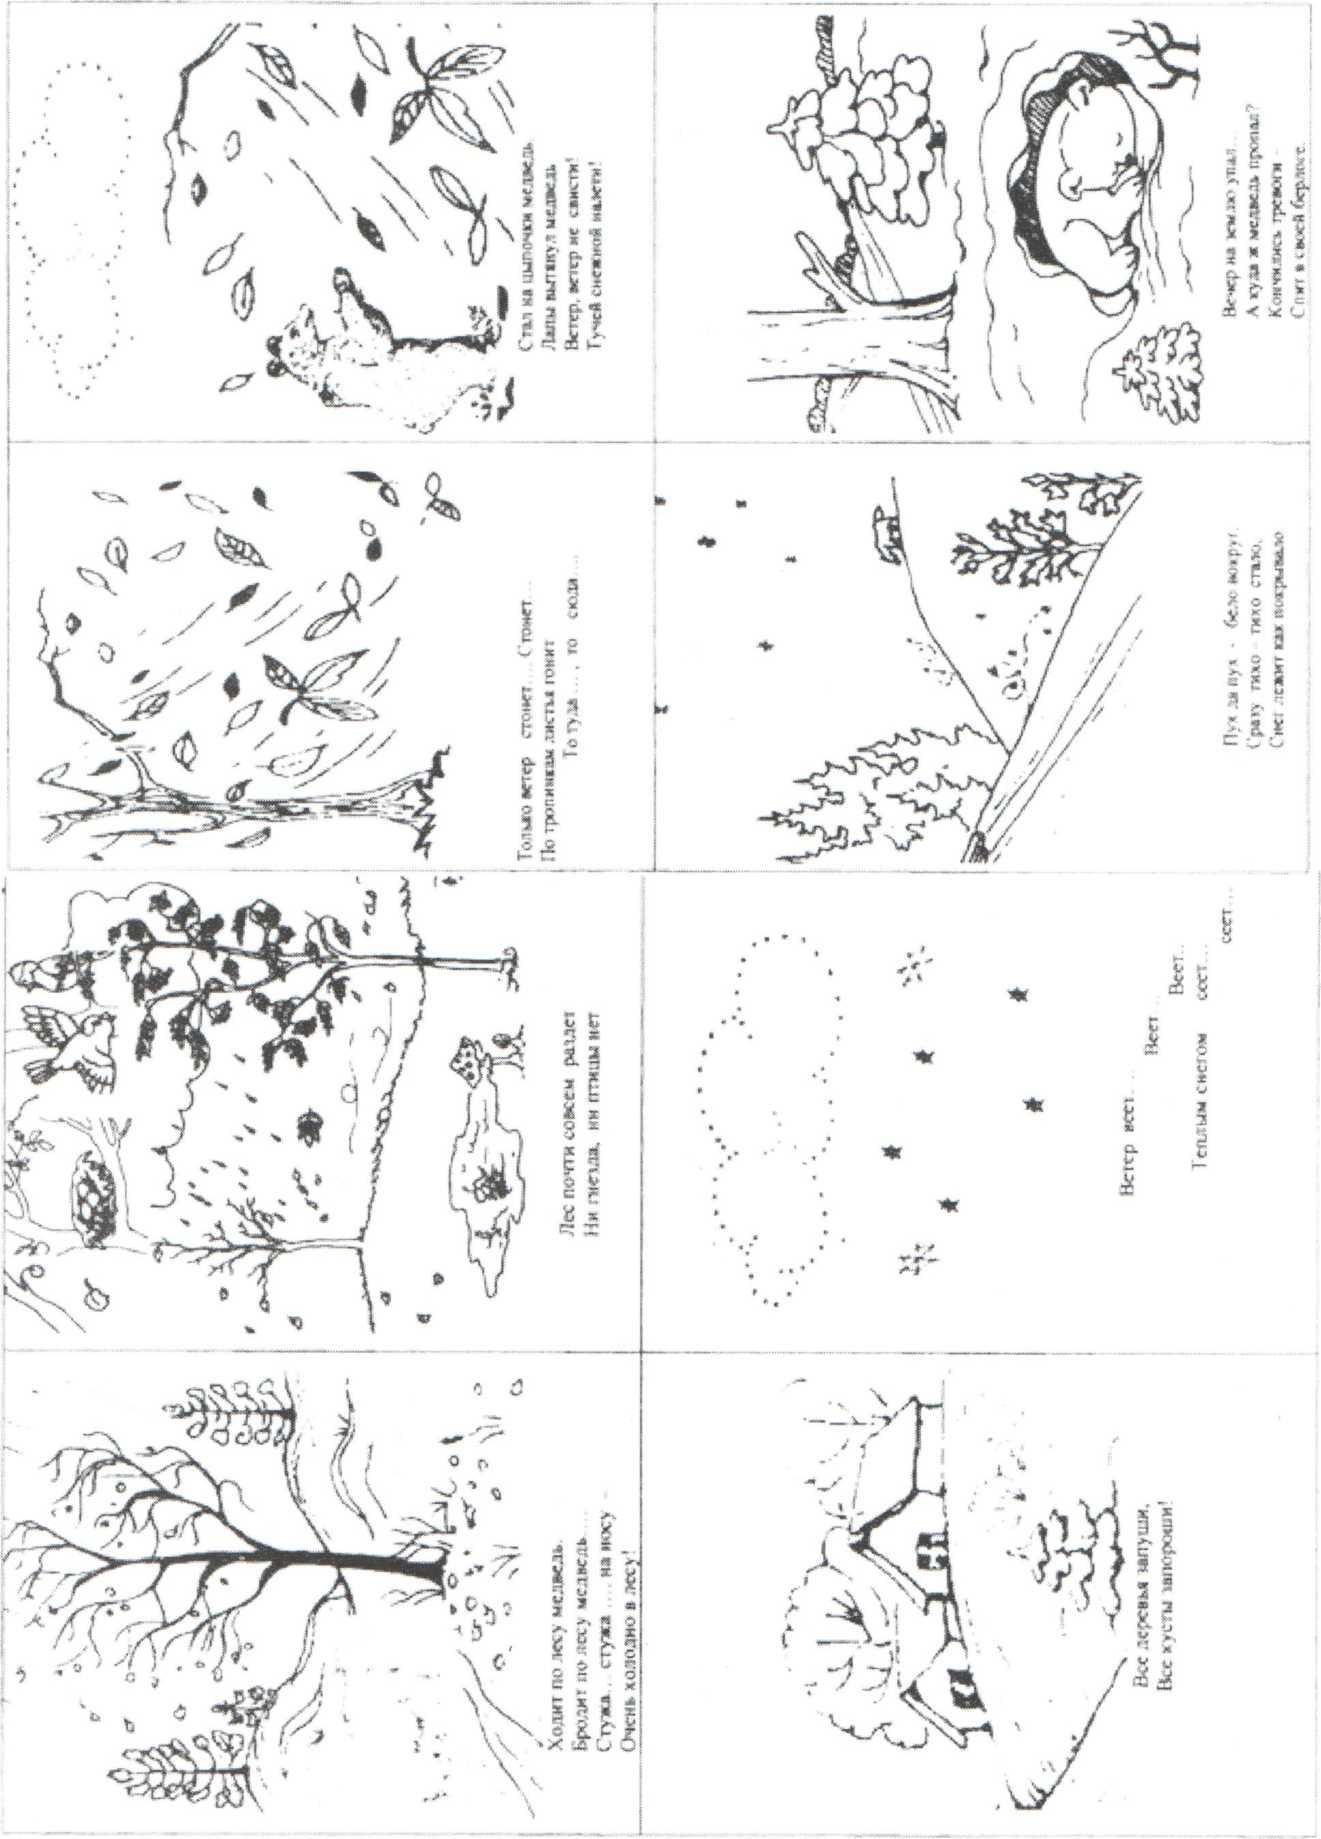 Ходит по лесу медведь.
Бродит по лесу медведь....
Стужа... стужа .... на носу –
Очень холодно в лесу!
Лес почти совсем раздет
Ни гнезда, ни птицы нет
Только ветер стонет.... Стонет...
По тропинкам листья гонит
То туда ...., то сюда....
Стал на цыпочки медведь.
Лапы вытянул медведь
Ветер, ветер не свисти!
Тучей снежной налети!
Все деревья запуши,
Все кусты запороши!
Ветер веет....
Веет...
Веет...
Теплым снегом сеет...
сеет...
Пух да пух - бело вокруг.
Сразу тихо – тихо стало,
Снег лежит как покрывало
Вечер на землю упал...
А куда ж медведь пропал?
Кончились тревоги –
Спит в своей берлоге.